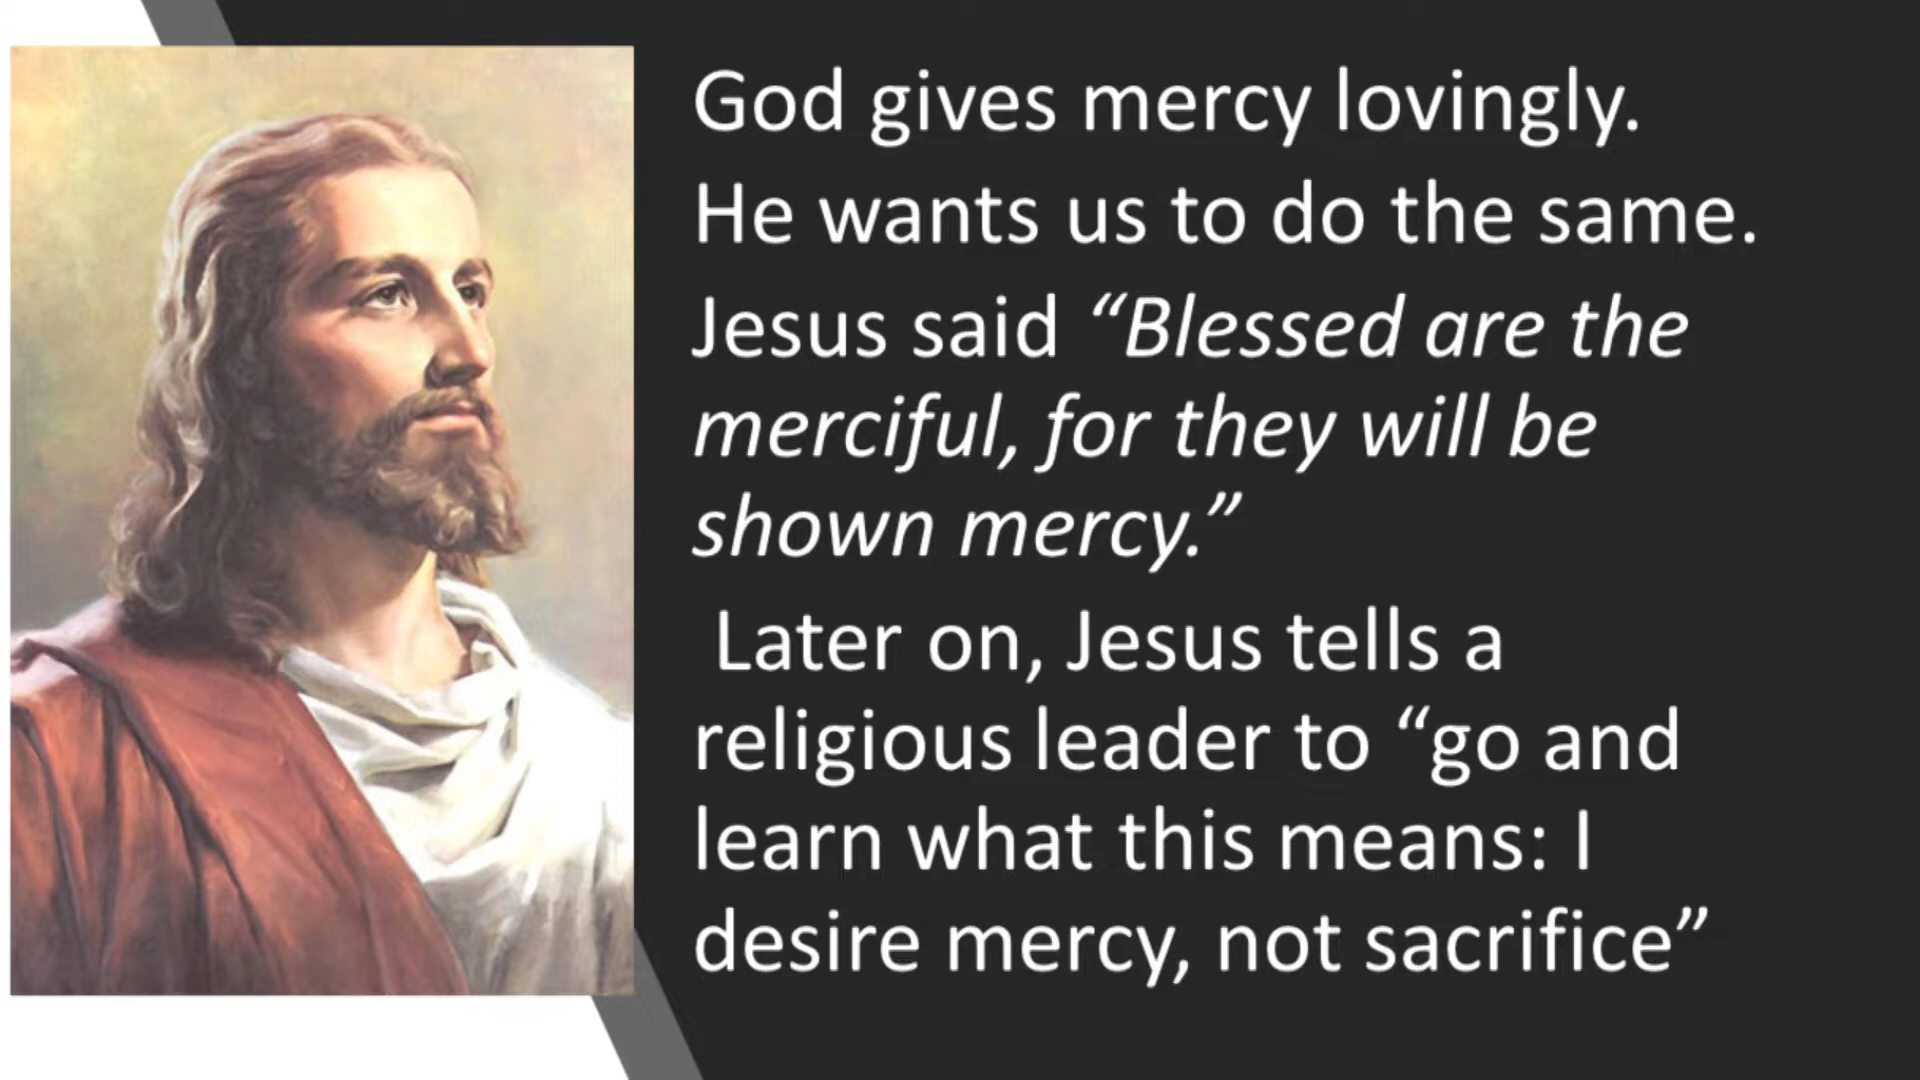 God gives mercy lovingly.
He wants us to do the same.
Jesus said “Blessed are the
merciful, for they will be
shown mercy.”
Later on, Jesus tells a
religious leader to “go and
learn what this means: I
desire mercy, not sacrifice”